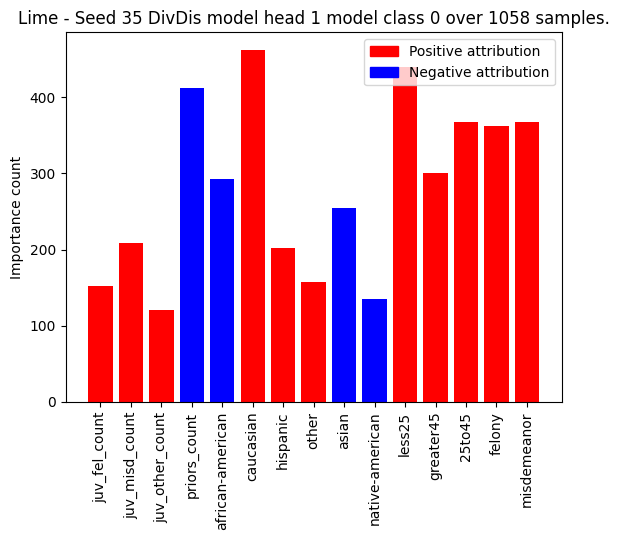 Lime - Seed 35 DivDis model head 1 model class 0 over 1058 samples.
Positive attribution
Negative attribution
Importance count
400
300
200
100
0
juv_fel_count
juv_misd_count
juv_other_count
priors_count
african-american
caucasian
hispanic
other
asian
native-american
less25
greater45
25to45
felony
misdemeanor